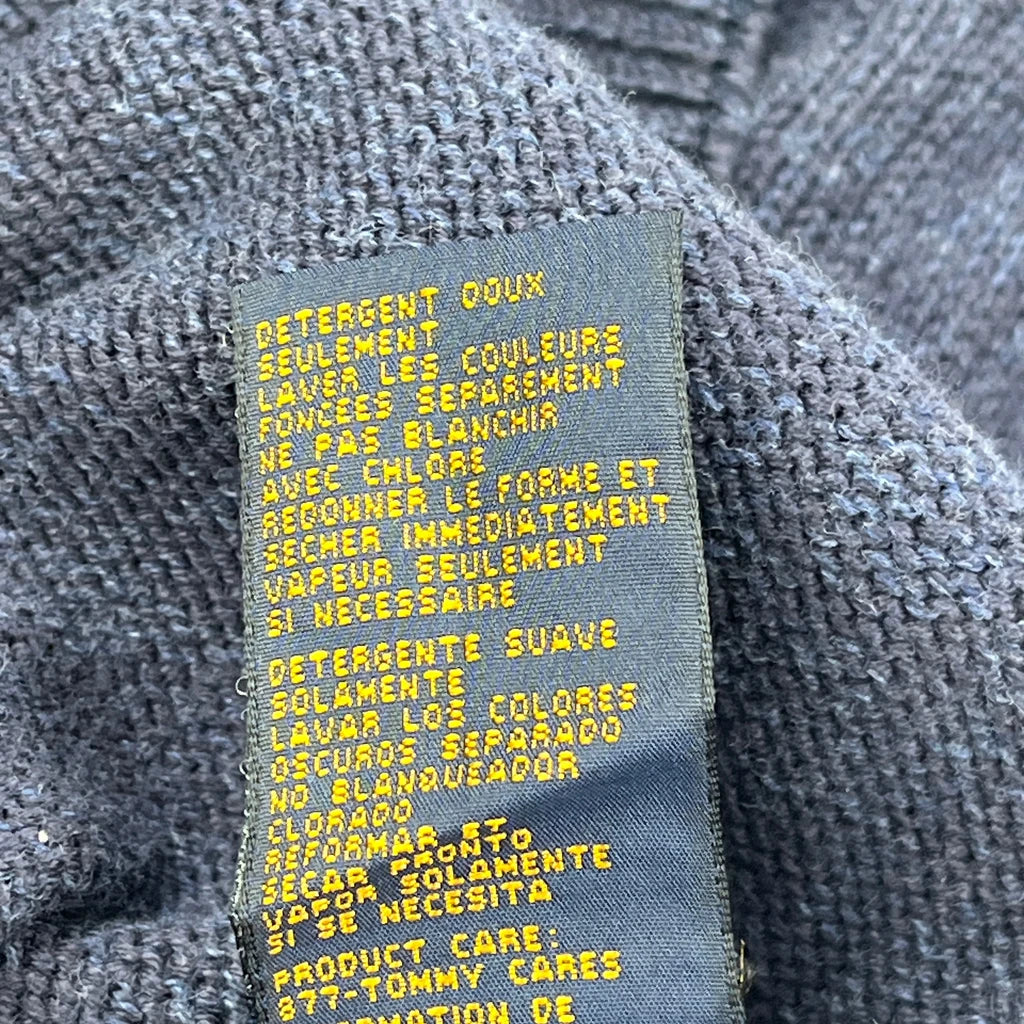 DETERGENT DOUX
SEULEMENT
LAVER LES COULEURS
FONCEES SEPAREMENT
NE PAS BLANCHIR
AVEC CHLORE
REDONNER LE FORME ET
SECHER IMMEDIATEMENT
VAPEUR SEULEMENT
SI NECESSAIRE
DETERGENTE SUAVE
SOLAMENTE
LAVAR LOS COLORES
OSCUROS SEPARADO
NO BLANQUEADOR
CLORADO
REFORMAR ET
SECAR PRONTO
VAPOR SOLAMENTE
SI SE NECESITA
PRODUCT CARE:
877-TOMMY CARES
DE